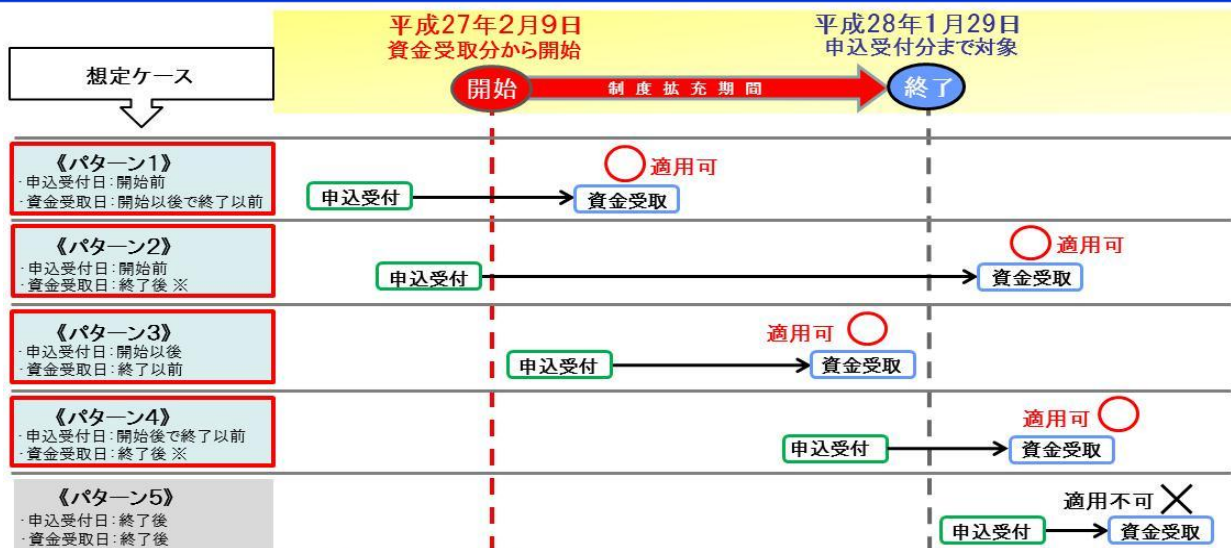 平成27年2月9日
資金受取分から開始
平成28年1月29日
申込受付分まで対象
想定ケース
開始
制度拡充期間
終了
《パターン1》
・申込受付日：開始前
・資金受取日：開始以後で終了以前
申込受付
資金受取
適用可
《パターン2》
・申込受付日：開始前
・資金受取日：終了後 ※
申込受付
資金受取
適用可
《パターン3》
・申込受付日：開始以後
・資金受取日：終了以前
申込受付
資金受取
適用可
《パターン4》
・申込受付日：開始後で終了以前
・資金受取日：終了後 ※
申込受付
資金受取
適用可
《パターン5》
・申込受付日：終了後
・資金受取日：終了後
申込受付
資金受取
適用不可